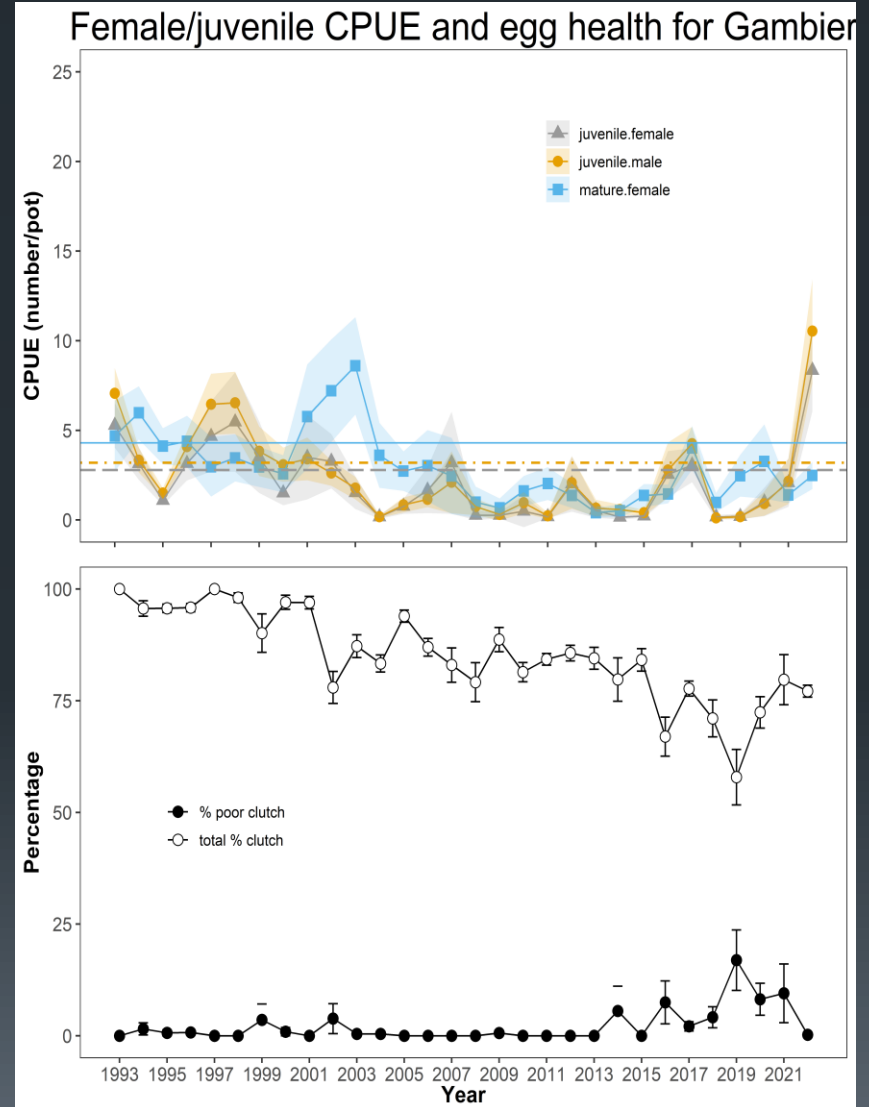 Female/juvenile CPUE and egg health for Gambier
25
20
15
10
5
0
CPUE (number/pot)
juvenile.female
juvenile.male
mature.female
100
75
50
25
0
Percentage
% poor clutch
total % clutch
1993 1995 1997 1999 2001 2003 2005 2007 2009 2011 2013 2015 2017 2019 2021
Year